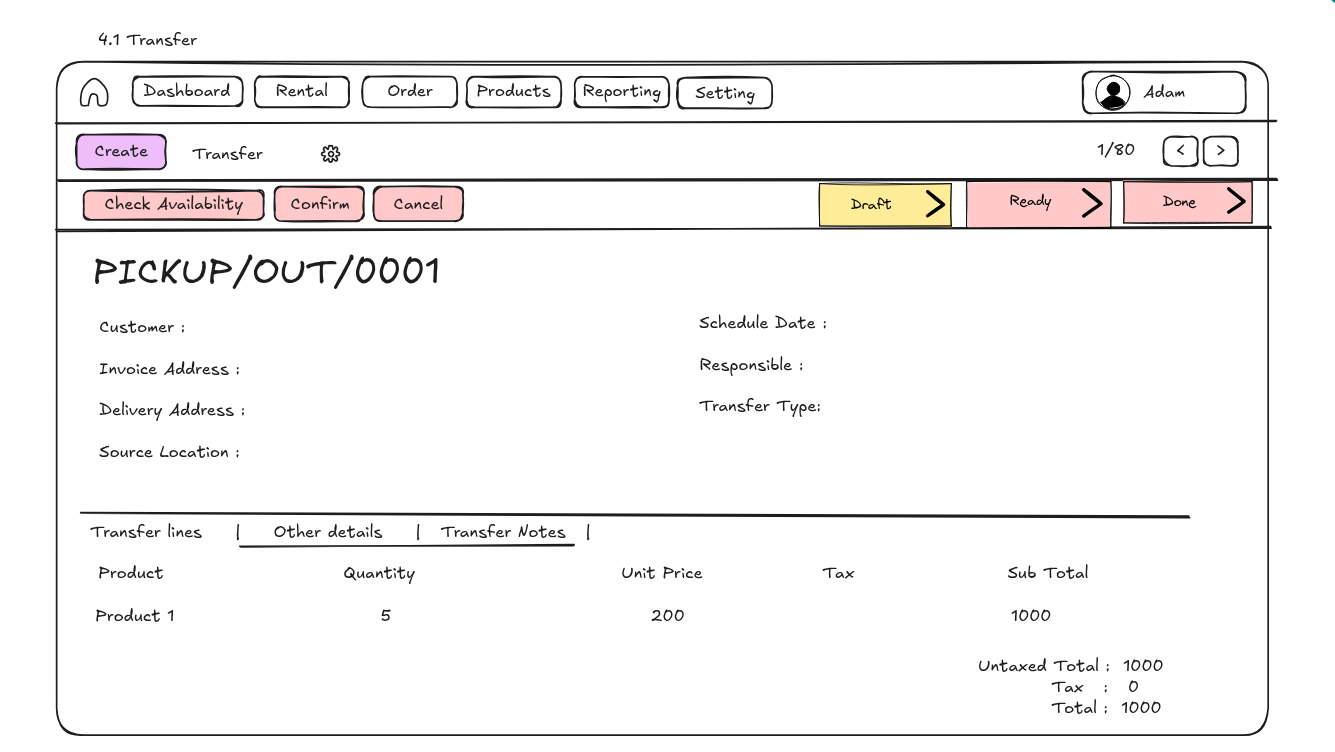 4.1 Transfer
Dashboard Rental Order Products Reporting Setting Adam
Create Transfer 1/80 < >
Check Availability Confirm Cancel Draft Ready Done
PICKUP/OUT/0001
Customer : Schedule Date :
Invoice Address : Responsible :
Delivery Address : Transfer Type:
Source Location :
Transfer lines | Other details | Transfer Notes |
Product Quantity Unit Price Tax Sub Total
Product 1 5 200 1000
Untaxed Total : 1000
Tax : 0
Total : 1000